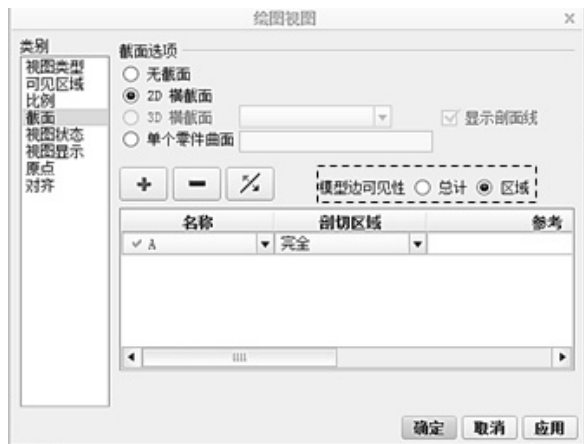 绘图视图
类别
视图类型
可见区域
比例
截面
视图状态
视图显示
原点
对齐
截面选项
无截面
2D 横截面
3D 横截面
显示剖面线
单个零件曲面
模型边可见性 总计 区域
名称 剖切区域 参考
A 完全
确定 取消 应用